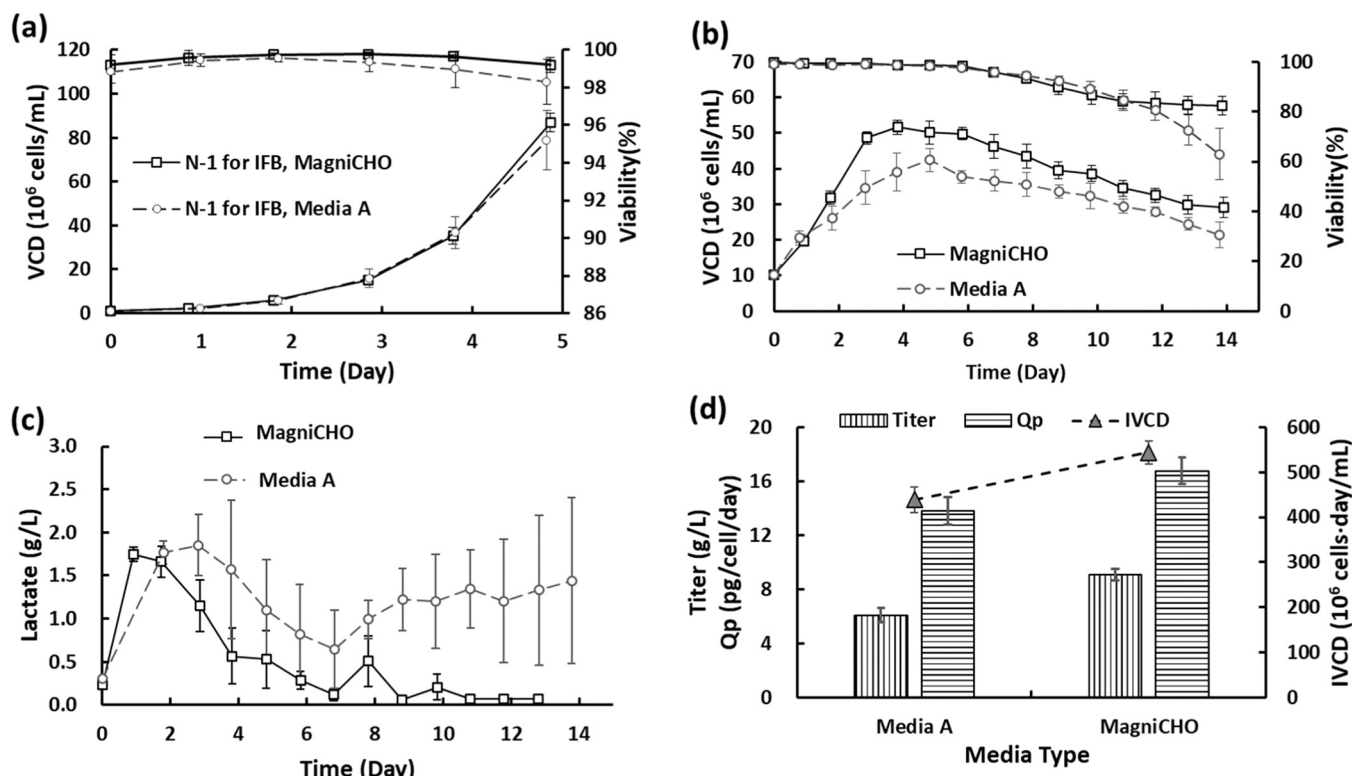 (a)
120
100
80
60
40
20
0
VCD (10⁶ cells/mL)
100
98
96
94
92
90
88
86
Viability(%)
N-1 for IFB, MagniCHO
N-1 for IFB, Media A
0 1 2 3 4 5
Time (Day)
(b)
70
60
50
40
30
20
10
0
VCD (10⁶ cells/mL)
100
80
60
40
20
0
Viability(%)
MagniCHO
Media A
0 2 4 6 8 10 12 14
Time (Day)
(c)
MagniCHO
Media A
3.0
2.5
2.0
1.5
1.0
0.5
0.0
Lactate (g/L)
0 2 4 6 8 10 12 14
Time (Day)
(d)
Titer Qp IVCD
20
16
12
8
4
0
Titer (g/L)
Qp (pg/cell/day)
600
500
400
300
200
100
0
IVCD (10⁶ cells·day/mL)
Media A MagniCHO
Media Type